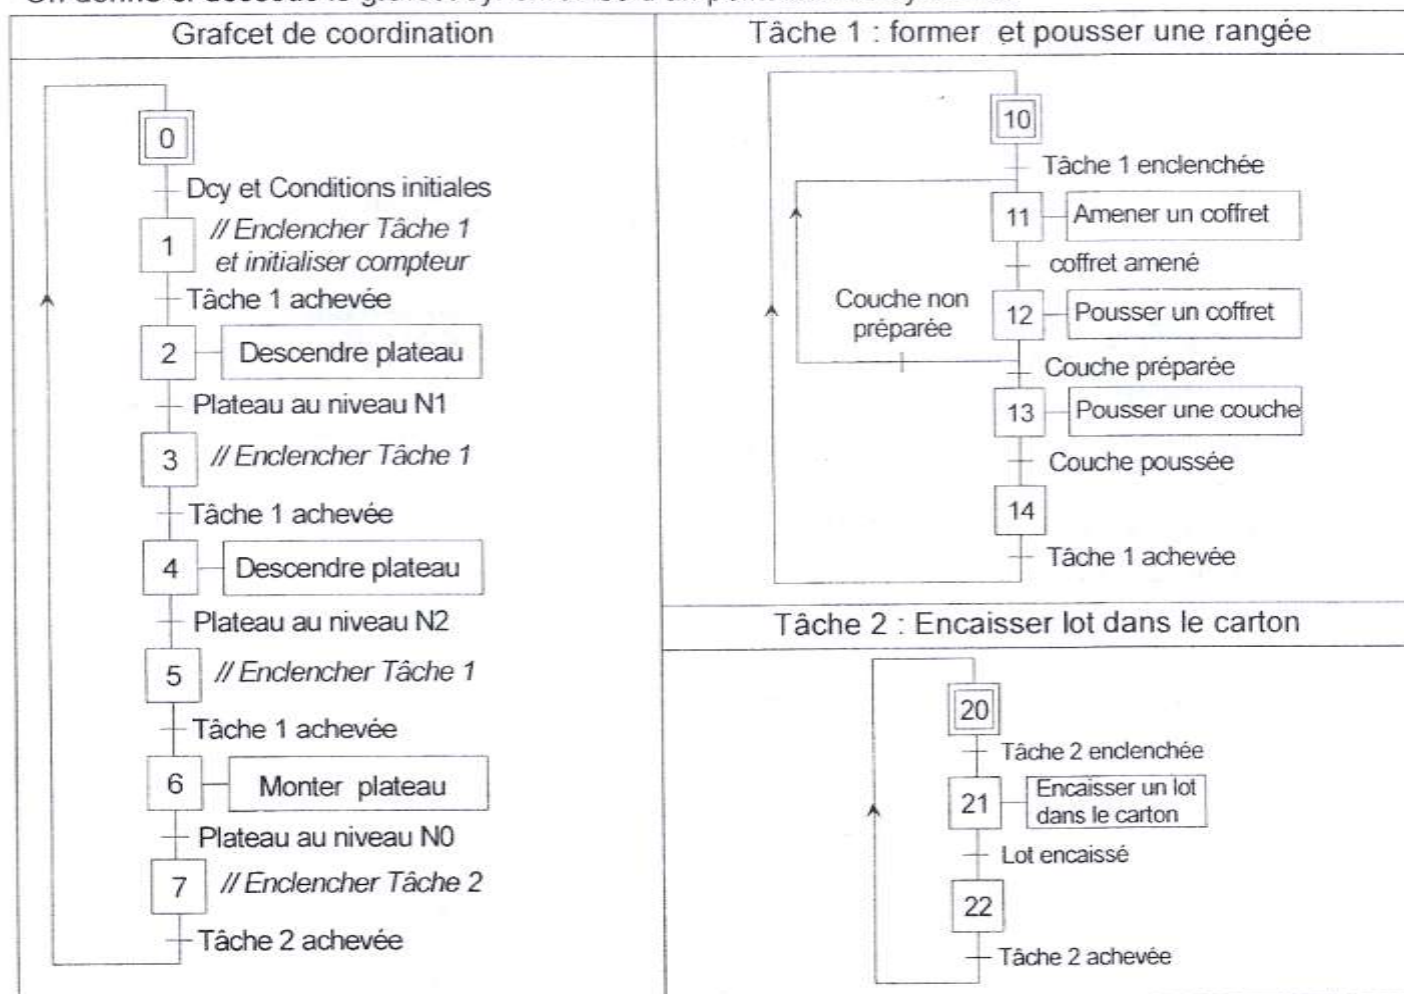 Grafcet de coordination
0
Dcy et Conditions initiales
1
// Enclencher Tâche 1
et initialiser compteur
Tâche 1 achevée
2
Descendre plateau
Plateau au niveau N1
3
// Enclencher Tâche 1
Tâche 1 achevée
4
Descendre plateau
Plateau au niveau N2
5
// Enclencher Tâche 1
Tâche 1 achevée
6
Monter plateau
Plateau au niveau N0
7
// Enclencher Tâche 2
Tâche 2 achevée
Tâche 1 : former et pousser une rangée
10
Tâche 1 enclenchée
11
Amener un coffret
coffret amené
12
Pousser un coffret
Couche non
préparée
Couche préparée
13
Pousser une couche
Couche poussée
14
Tâche 1 achevée
Tâche 2 : Encaisser lot dans le carton
20
Tâche 2 enclenchée
21
Encaisser un lot
dans le carton
Lot encaissé
22
Tâche 2 achevée